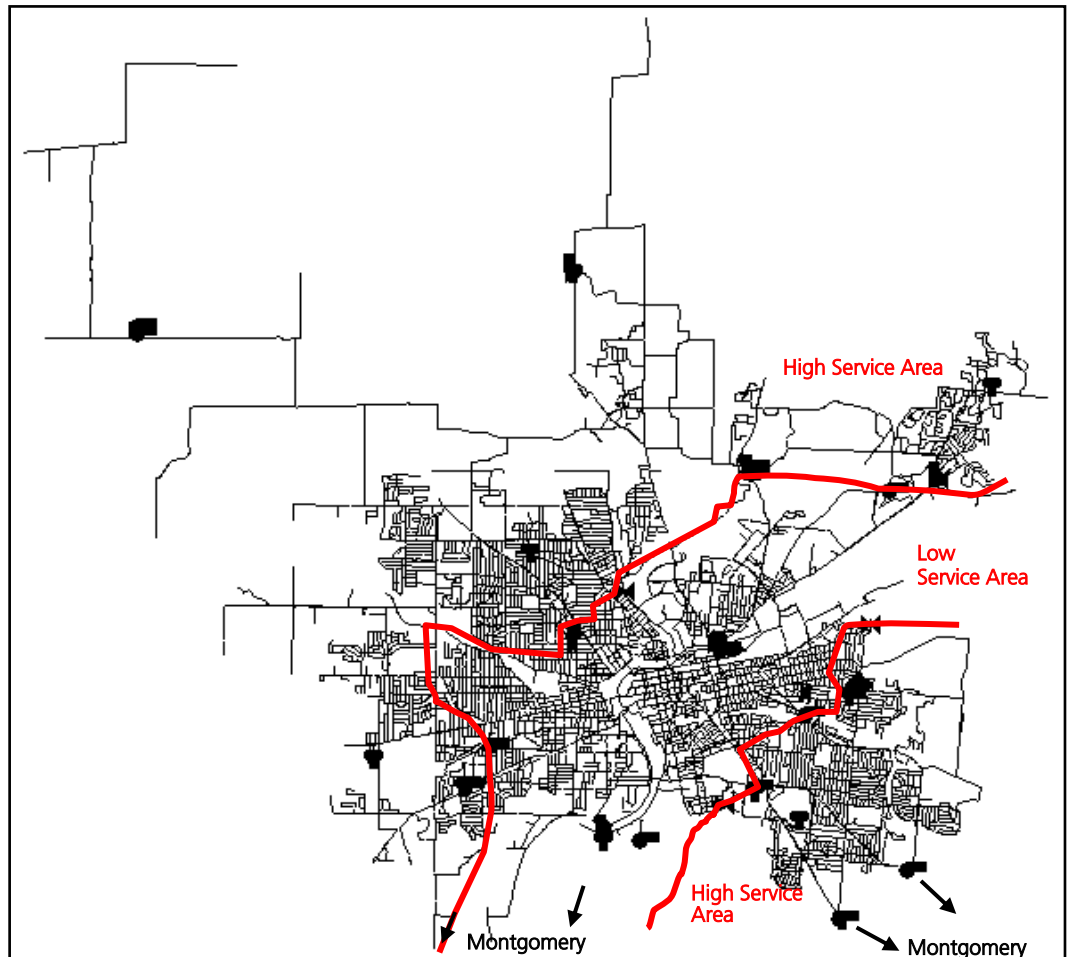 High Service Area
Low
Service Area
High Service
Area
Montgomery
Montgomery